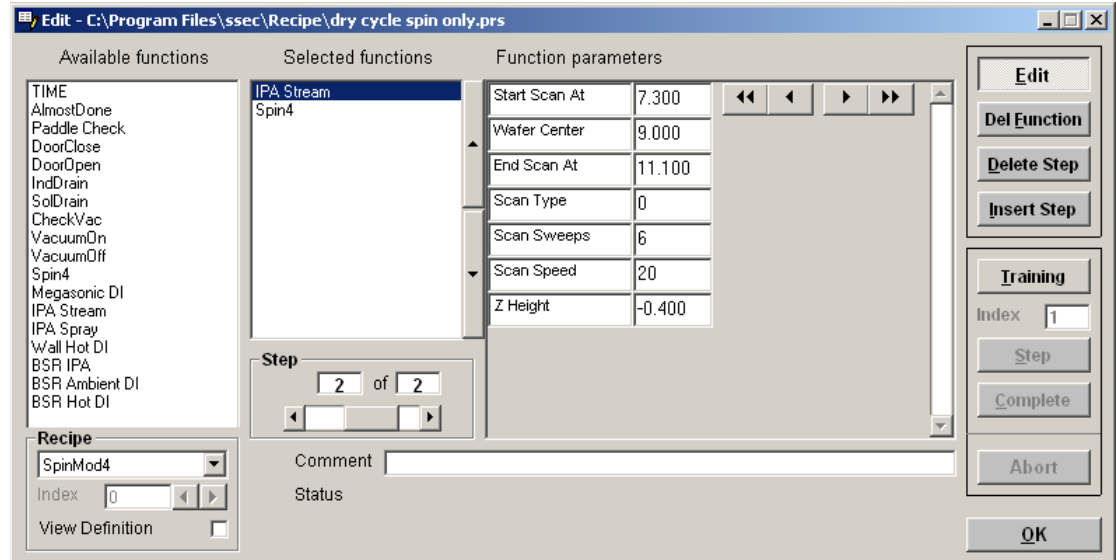 Edit - C:\Program Files\ssec\Recipe\dry cycle spin only.prs
Available functions
TIME
AlmostDone
Paddle Check
DoorClose
DoorOpen
IndDrain
SolDrain
CheckVac
VacuumOn
VacuumOff
Spin4
Megasonic DI
IPA Stream
IPA Spray
Wall Hot DI
BSR IPA
BSR Ambient DI
BSR Hot DI
Recipe
SpinMod4
Index 0
View Definition
Selected functions
IPA Stream
Spin4
Step
2 of 2
Function parameters
Start Scan At 7.300
Wafer Center 9.000
End Scan At 11.100
Scan Type 0
Scan Sweeps 6
Scan Speed 20
Z Height -0.400
Comment
Status
Edit
Del Function
Delete Step
Insert Step
Training
Index 1
Step
Complete
Abort
OK